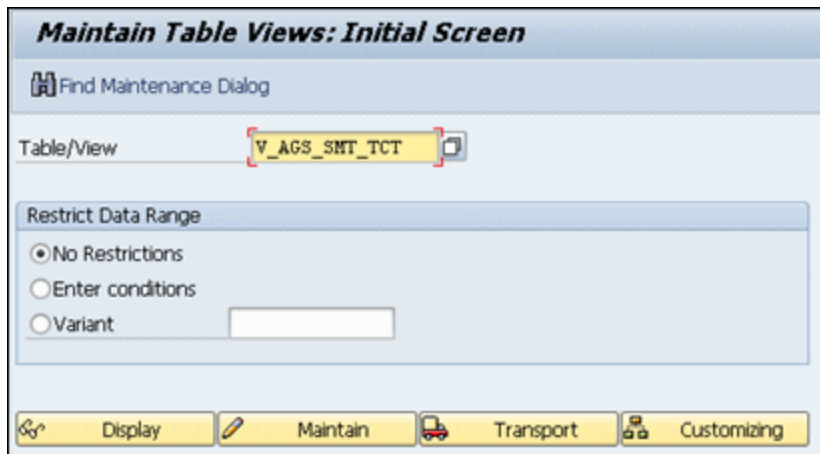 Maintain Table Views: Initial Screen
Find Maintenance Dialog
Table/View V_AGS_SMT_TCT
Restrict Data Range
No Restrictions
Enter conditions
Variant
Display Maintain Transport Customizing